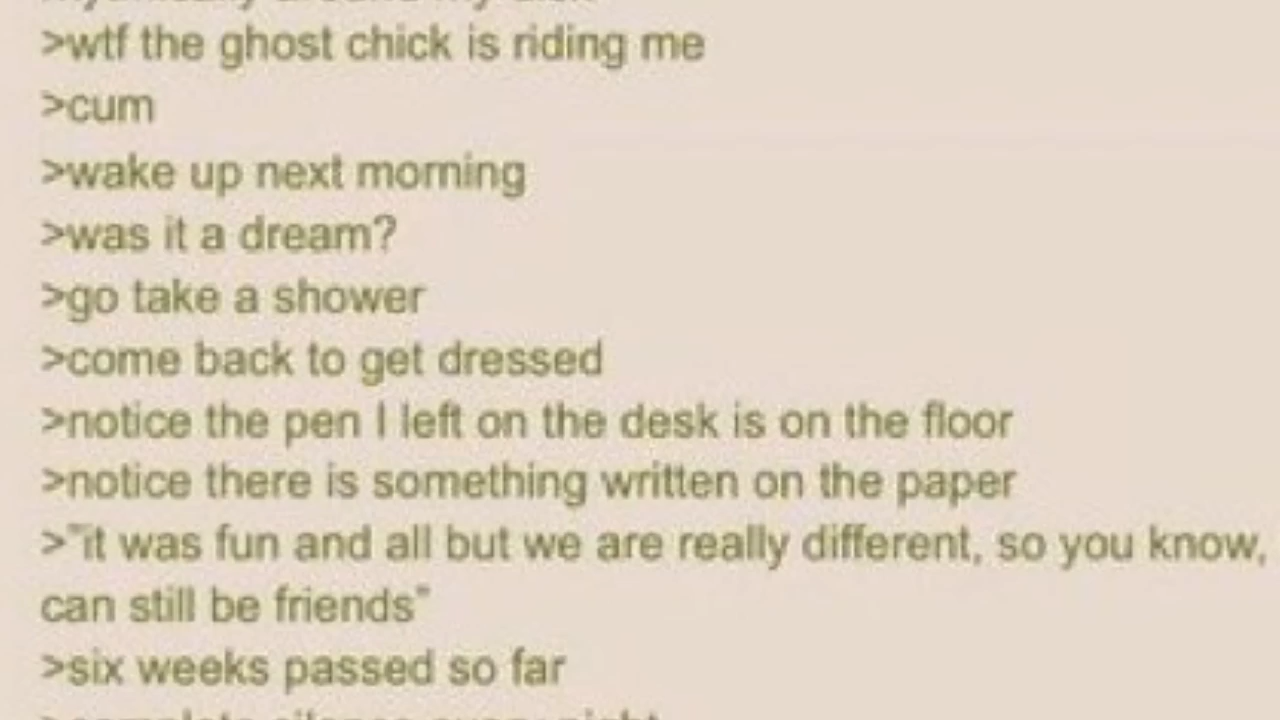 >wtf the ghost chick is riding me
>cum
>wake up next morning
>was it a dream?
>go take a shower
>come back to get dressed
>notice the pen I left on the desk is on the floor
>notice there is something written on the paper
>"it was fun and all but we are really different, so you know,
can still be friends"
>six weeks passed so far